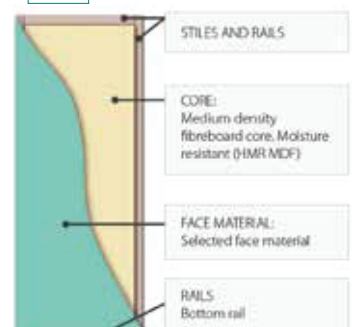 STILES AND RAILS
CORE:
Medium density
fibreboard core. Moisture
resistant (HMR MDF)
FACE MATERIAL:
Selected face material
RAILS
Bottom rail